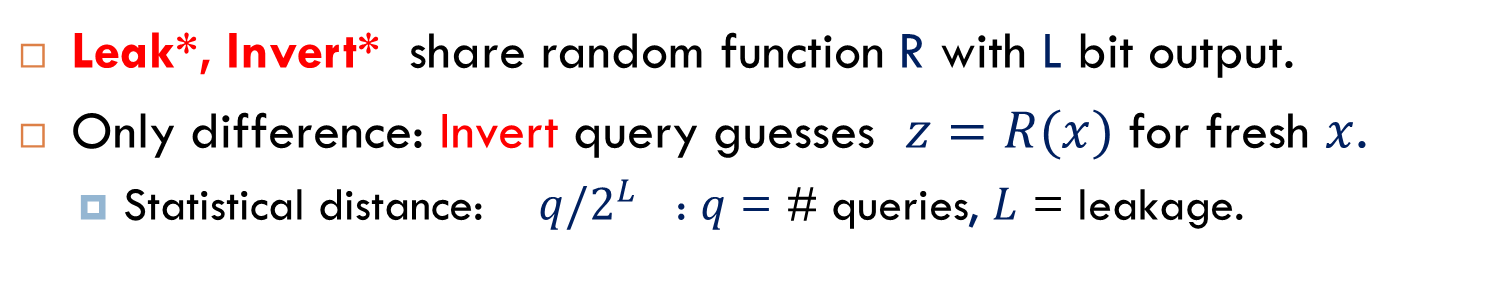 Leak*, Invert* share random function R with L bit output.
Only difference: Invert query guesses z = R(x) for fresh x.
Statistical distance: q/2^L : q = # queries, L = leakage.